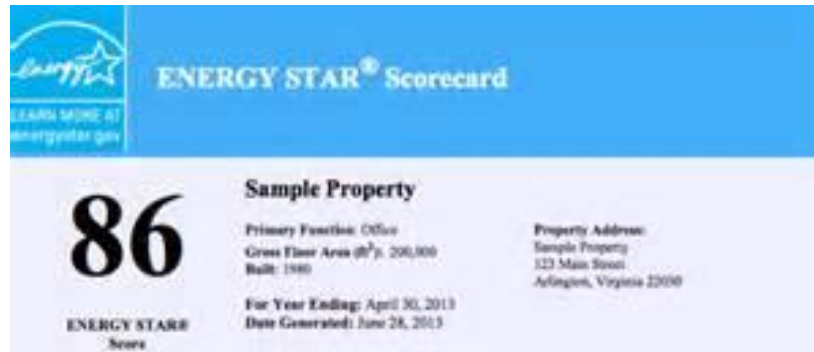 energy
LEARN MORE AT
energystar.gov
ENERGY STAR® Scorecard
86
ENERGY STAR®
Score
Sample Property
Primary Function: Office
Gross Floor Area (ft²): 200,000
Built: 1980
For Year Ending: April 30, 2013
Date Generated: June 28, 2013
Property Address:
Sample Property
123 Main Street
Arlington, Virginia